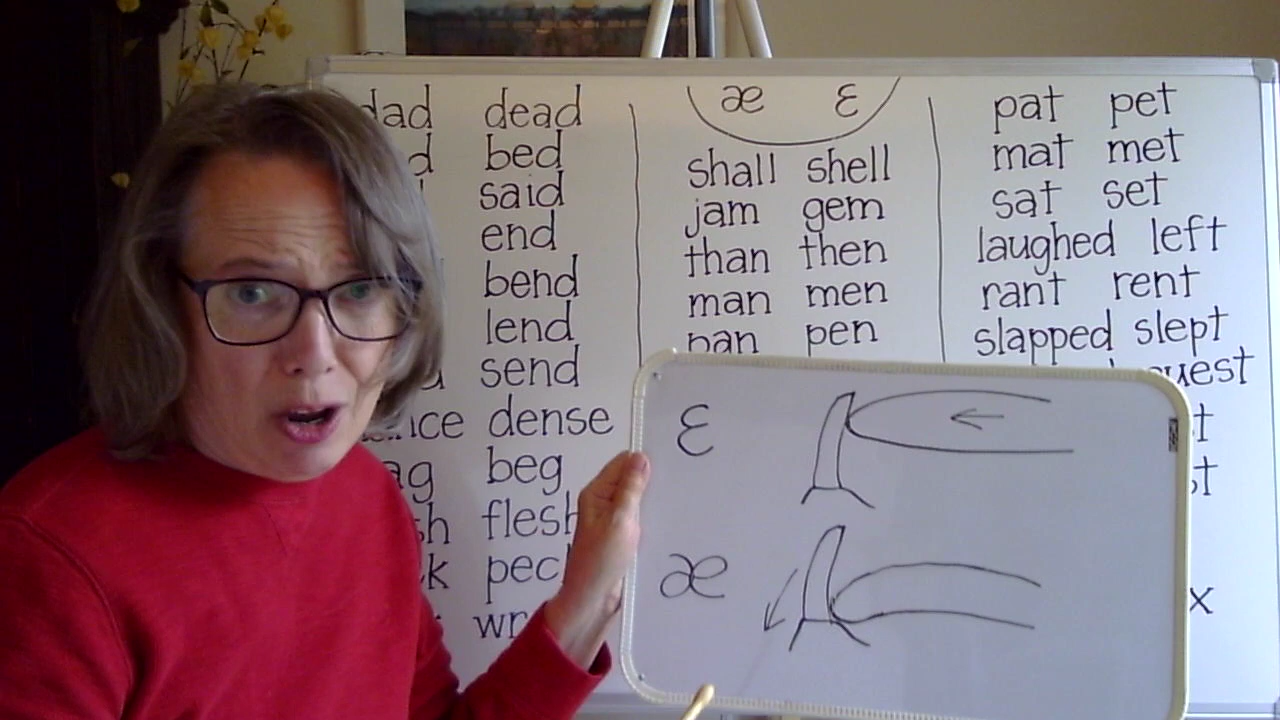 dad dead
bed
said
end
bend
lend
send
dense
beg
flesh
æ ɛ
shall shell
jam gem
than then
man men
pan pen
pat pet
mat met
sat set
laughed left
rant rent
slapped slept
ɛ
æ